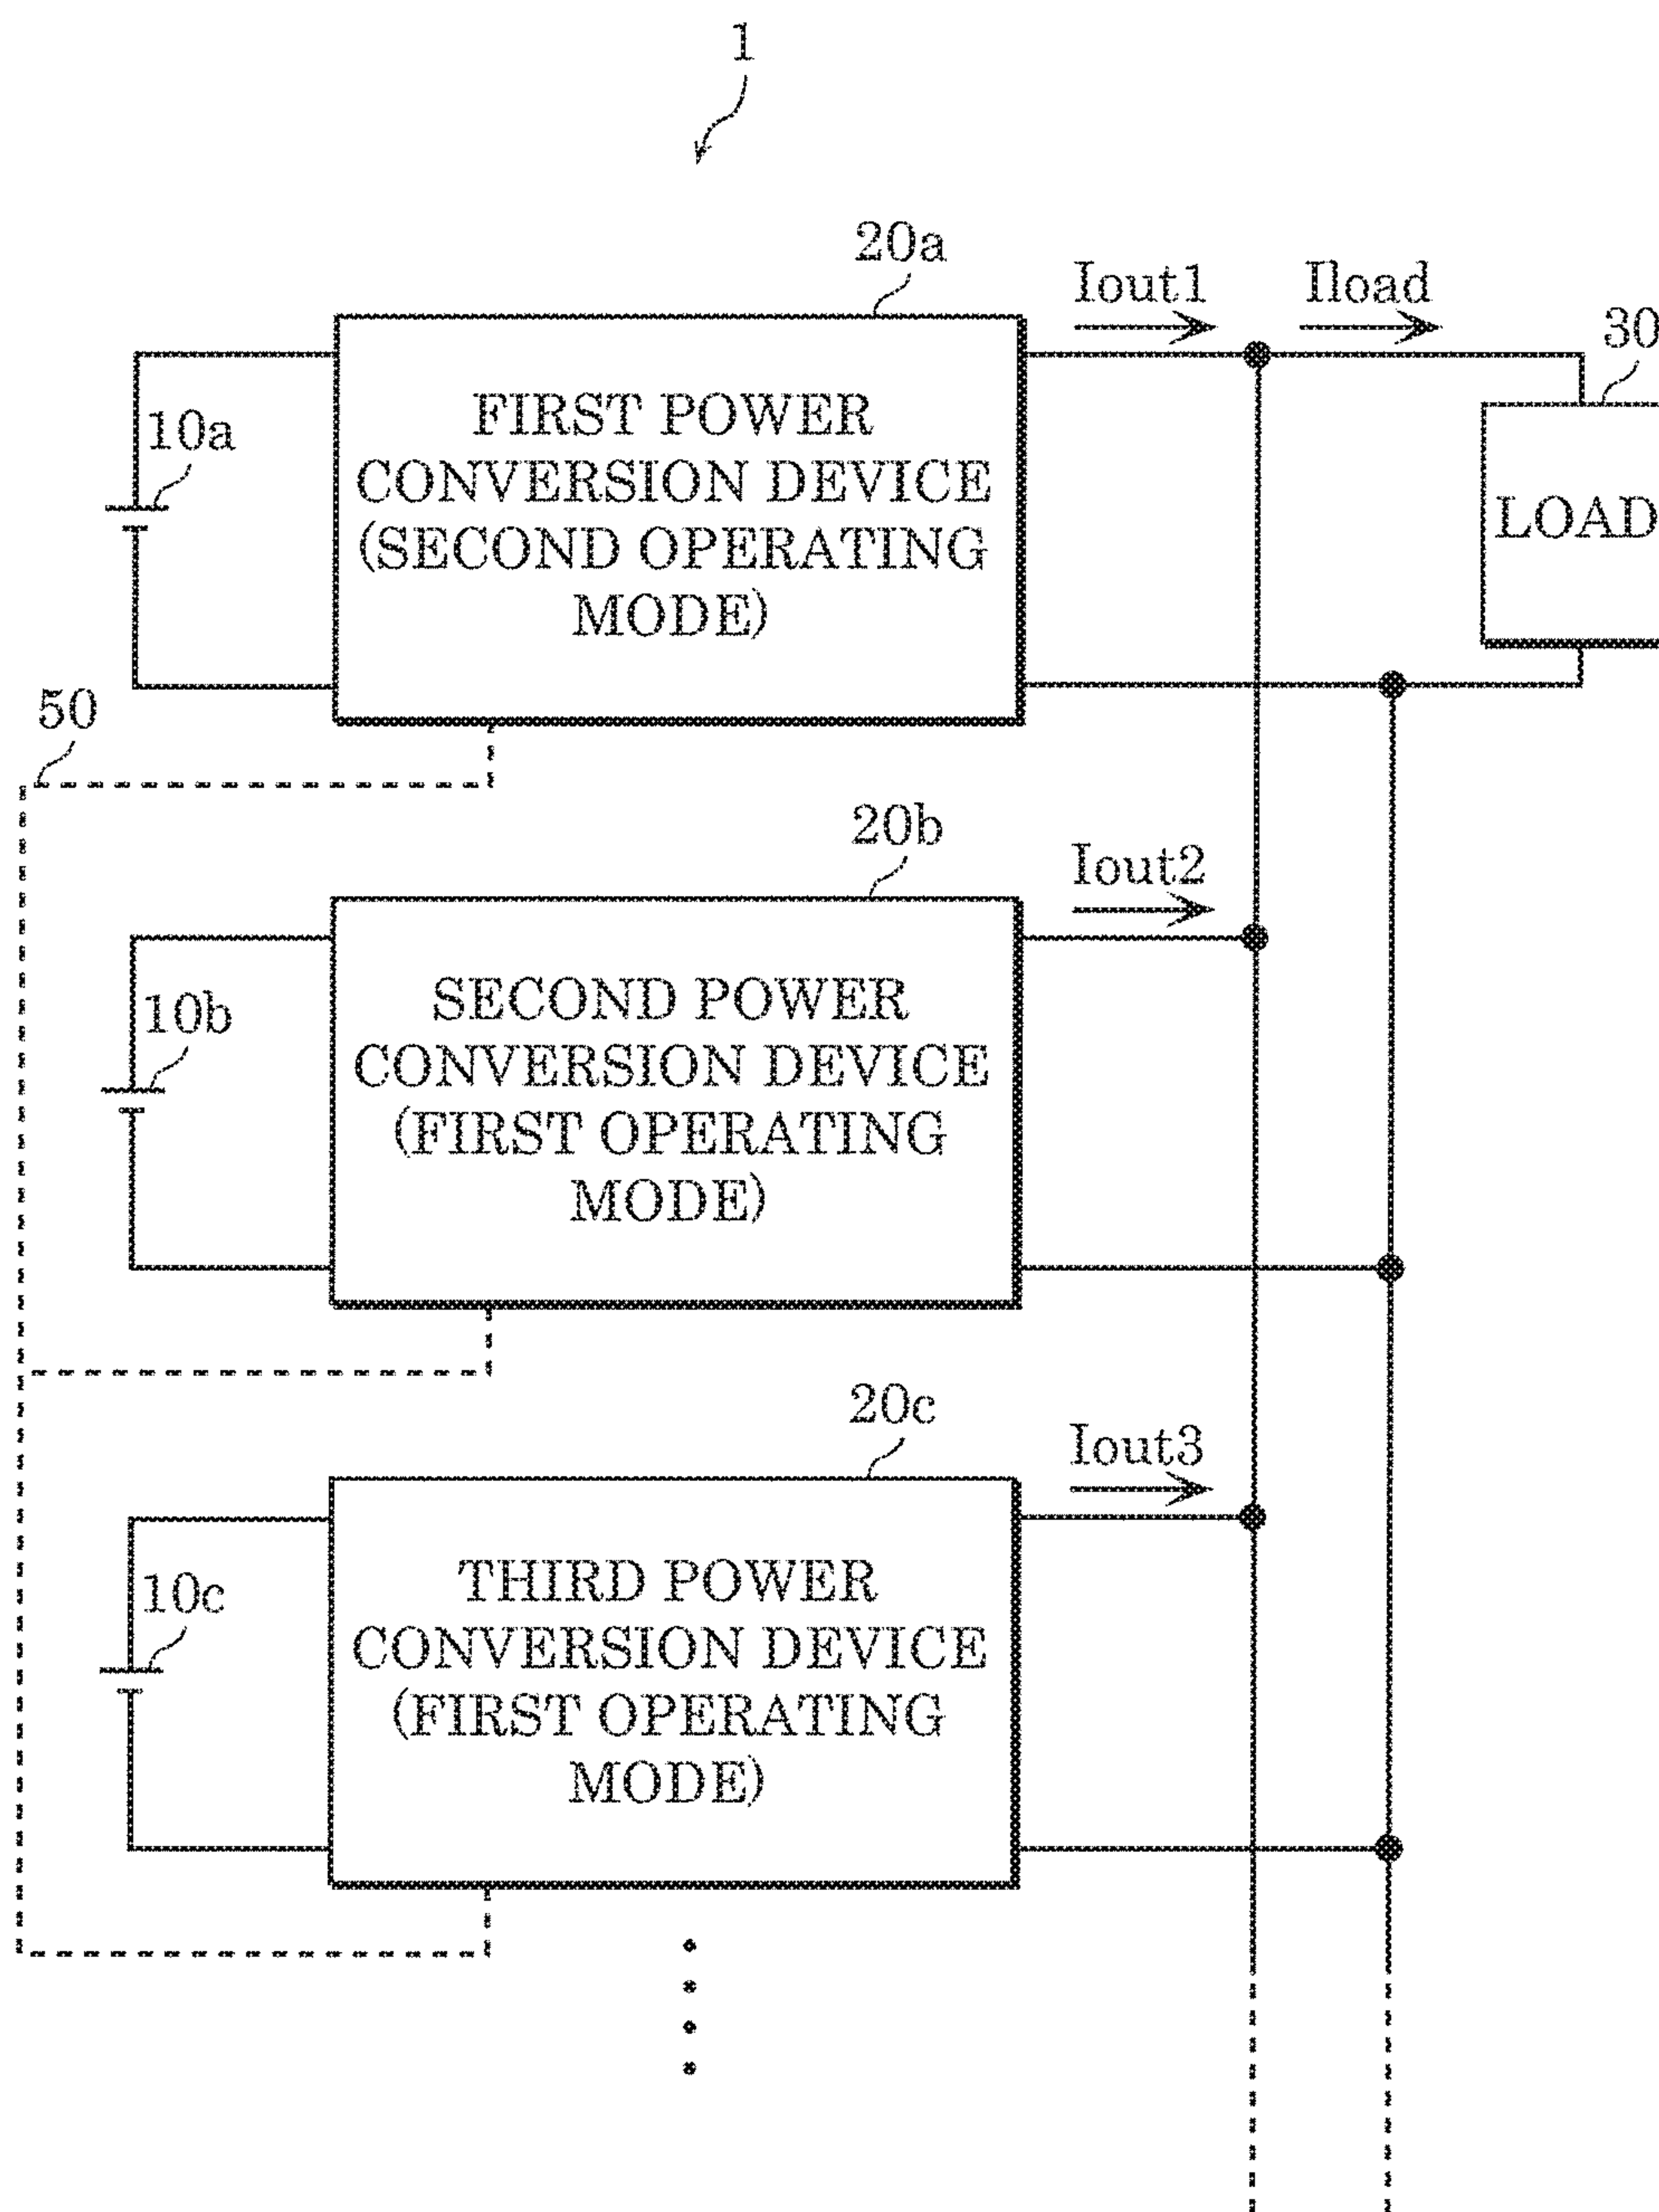 1
20a
Iout1
Iload
30
10a
FIRST POWER
CONVERSION DEVICE
(SECOND OPERATING
MODE)
LOAD
50
20b
Iout2
10b
SECOND POWER
CONVERSION DEVICE
(FIRST OPERATING
MODE)
20c
Iout3
10c
THIRD POWER
CONVERSION DEVICE
(FIRST OPERATING
MODE)